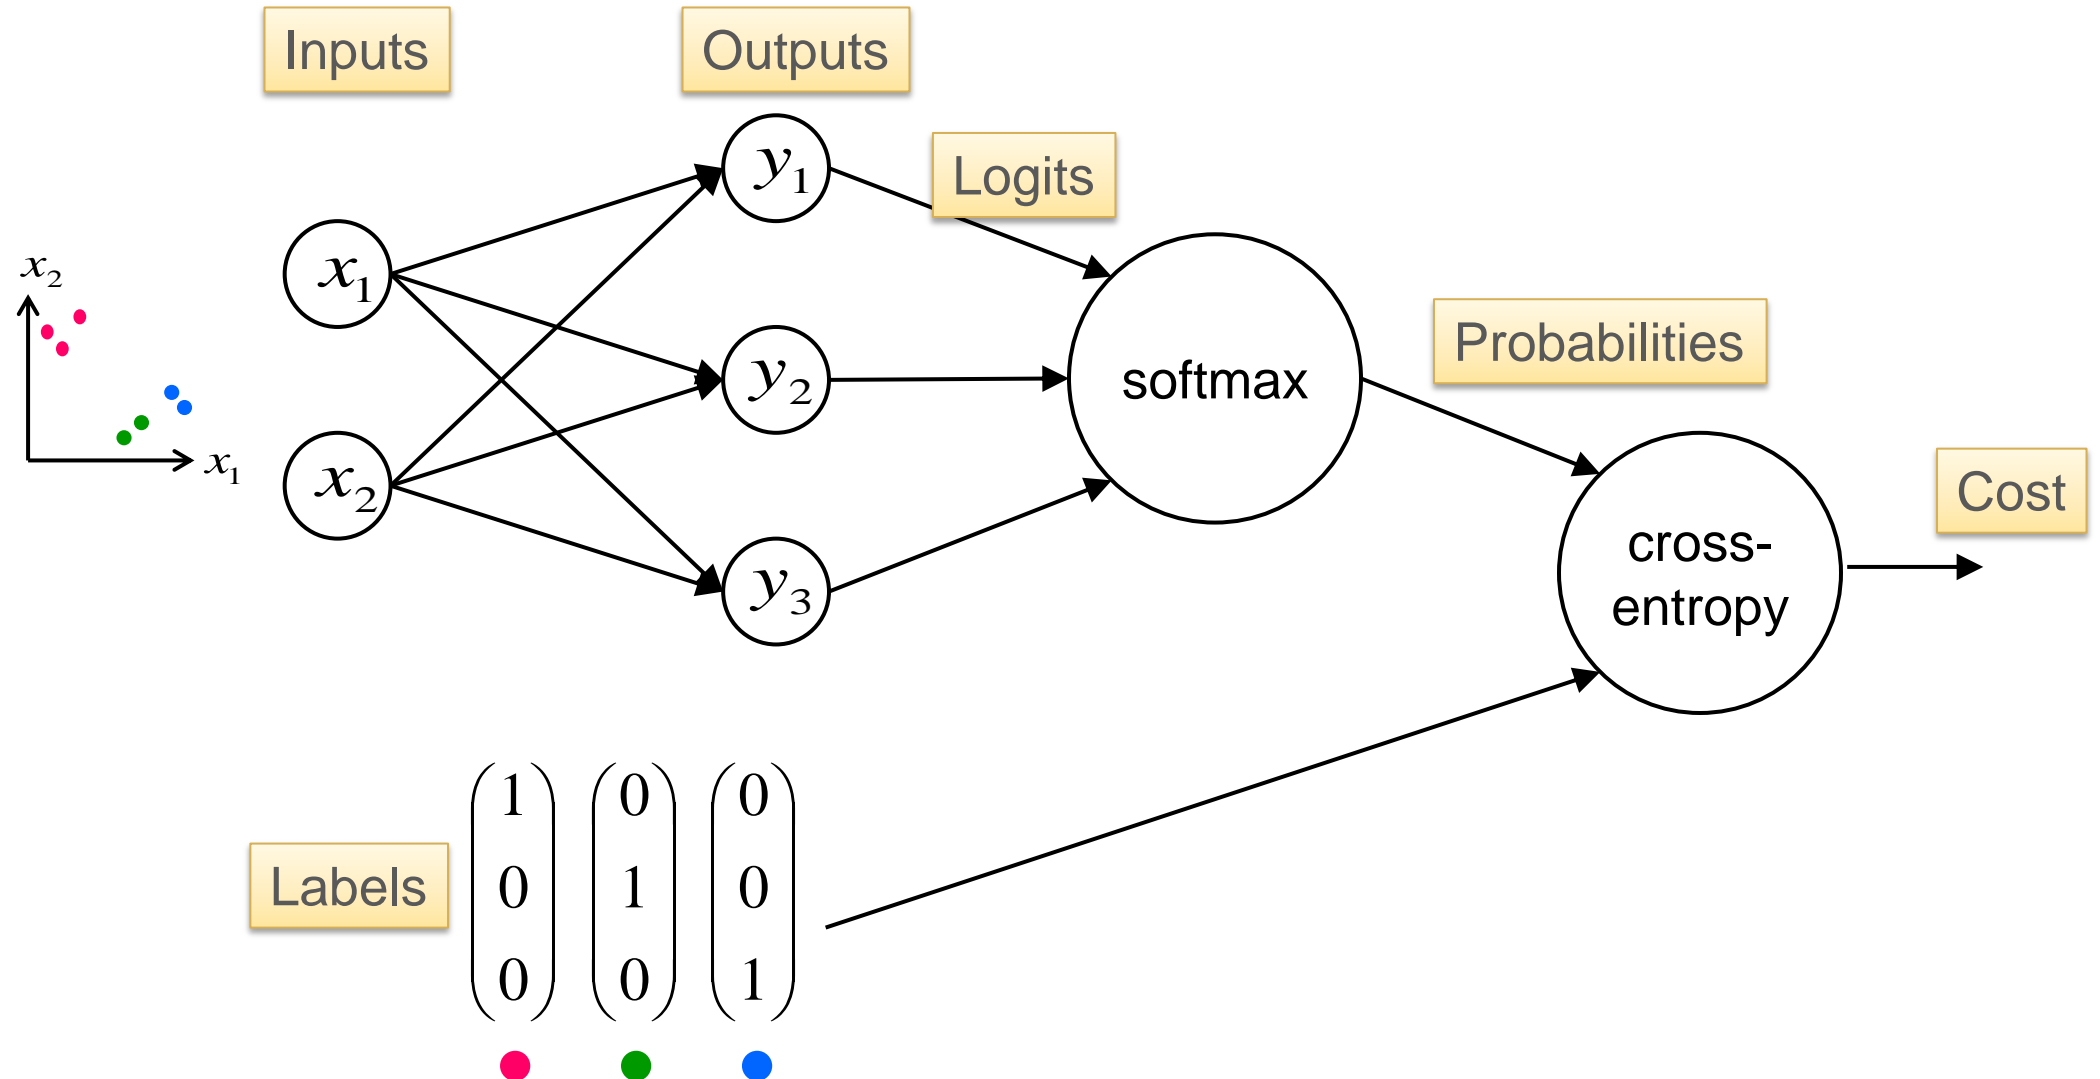 Inputs
Outputs
Logits
x₂
x₁
x₁
x₂
y₁
y₂
y₃
softmax
Probabilities
cross-
entropy
Cost
Labels
1 0 0
0 1 0
0 0 1